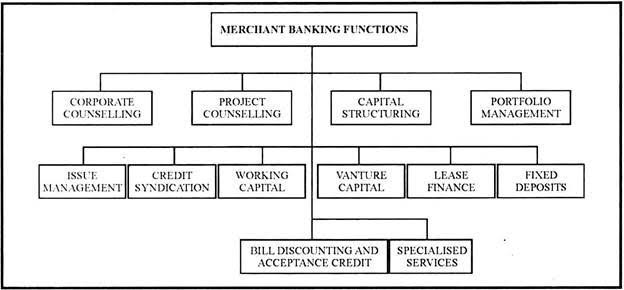 MERCHANT BANKING FUNCTIONS
CORPORATE
COUNSELLING
PROJECT
COUNSELLING
CAPITAL
STRUCTURING
PORTFOLIO
MANAGEMENT
ISSUE
MANAGEMENT
CREDIT
SYNDICATION
WORKING
CAPITAL
VANTURE
CAPITAL
LEASE
FINANCE
FIXED
DEPOSITS
BILL DISCOUNTING AND
ACCEPTANCE CREDIT
SPECIALISED
SERVICES